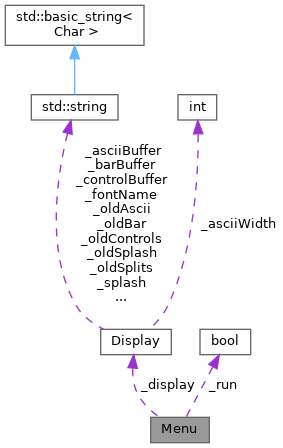 std::basic_string<
Char >
std::string
int
_asciiBuffer
_barBuffer
_controlBuffer
_fontName
_oldAscii
_oldBar
_oldControls
_oldSplash
_oldSplits
_splash
...
_asciiWidth
Display
bool
_display
_run
Menu